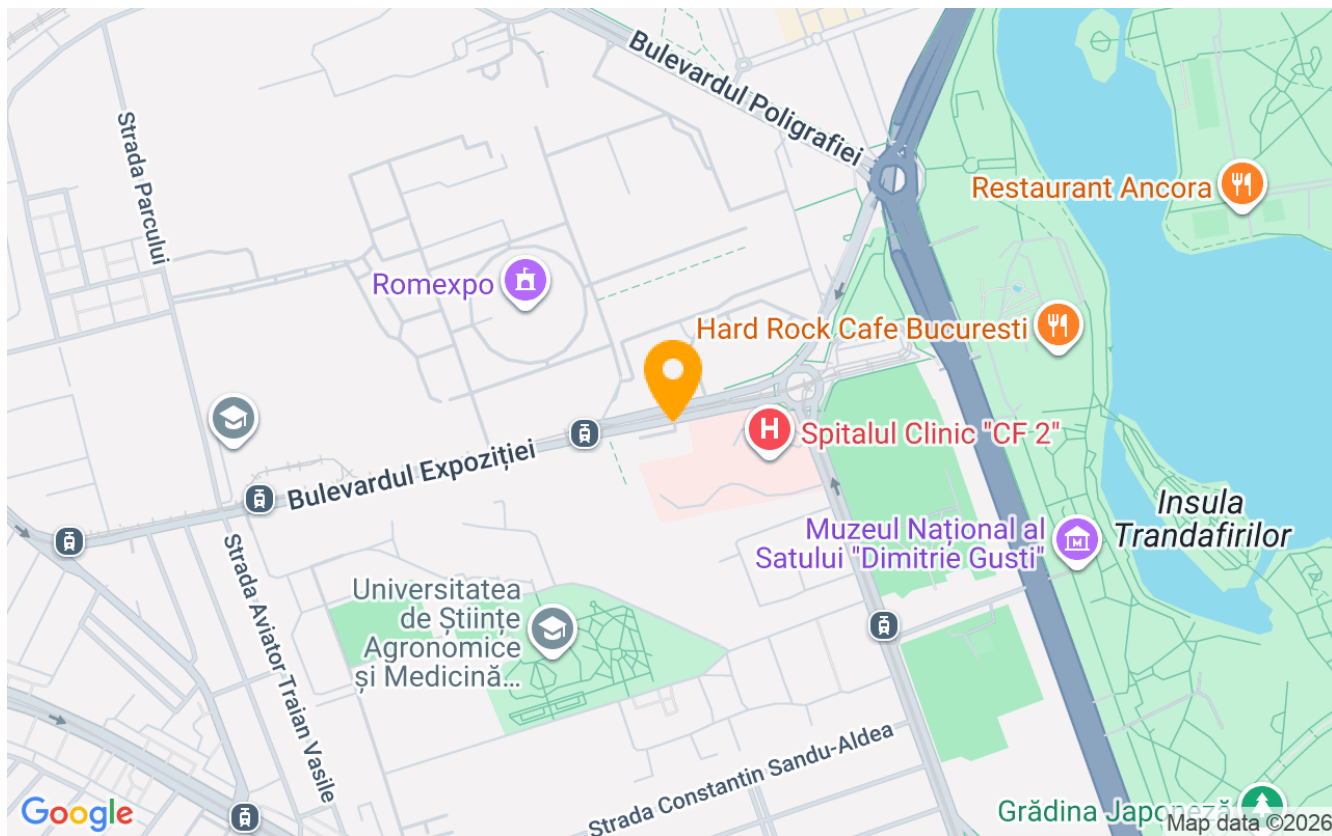 Bulevardul Poligrafiei
Strada Parcului
Restaurant Ancora
Romexpo
Hard Rock Cafe Bucuresti
H
Spitalul Clinic "CF 2"
Bulevardul Expoziției
Insula
Trandafirilor
Muzeul Național al
Satului "Dimitrie Gusti"
M
Strada Aviator Traian Vasile
Universitatea
de Științe
Agronomice
și Medicină...
Strada Constantin Sandu-Aldea
Grădina Japoneză
Google
Map data ©2026